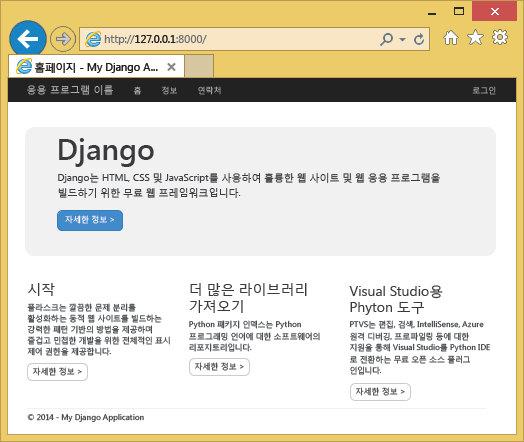 http://127.0.0.1:8000/
홈페이지 - My Django A...
응용 프로그램 이름 홈 정보 연락처 로그인
Django
Django는 HTML, CSS 및 JavaScript를 사용하여 훌륭한 웹 사이트 및 웹 응용 프로그램을
빌드하기 위한 무료 웹 프레임워크입니다.
자세한 정보 >
시작
플라스크는 깔끔한 문제 분리를
활성화하는 동적 웹 사이트를 빌드하는
강력한 패턴 기반의 방법을 제공하며
즐겁고 민첩한 개발을 위한 전체적인 표시
제어 권한을 제공합니다.
자세한 정보 >
더 많은 라이브러리
가져오기
Python 패키지 인덱스는 Python
프로그래밍 언어에 대한 소프트웨어의
리포지토리입니다.
자세한 정보 >
Visual Studio용
Phyton 도구
PTVS는 편집, 검색, IntelliSense, Azure
원격 디버깅, 프로파일링 등에 대한
지원을 통해 Visual Studio를 Python IDE
로 전환하는 무료 오픈 소스 플러그
인입니다.
자세한 정보 >
© 2014 - My Django Application